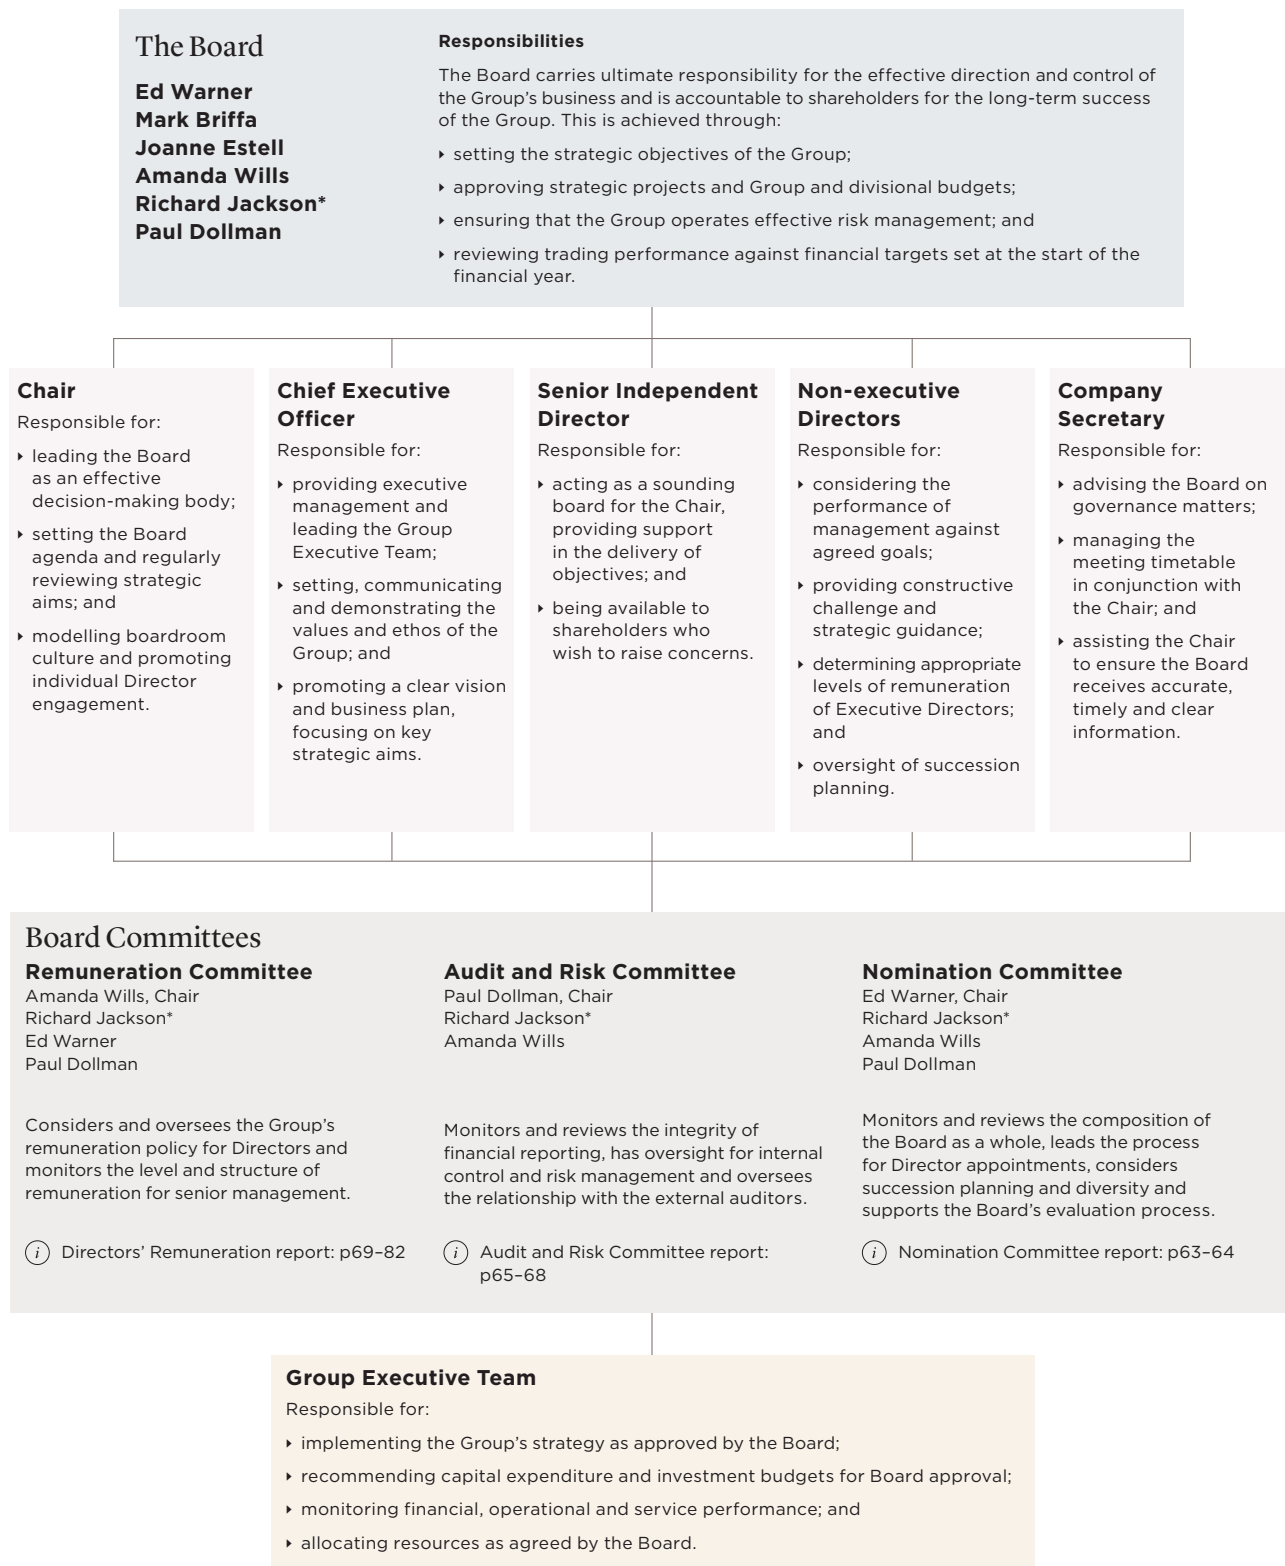 The Board
Ed Warner
Mark Briffa
Joanne Estell
Amanda Wills
Richard Jackson*
Paul Dollman
Responsibilities
The Board carries ultimate responsibility for the effective direction and control of
the Group’s business and is accountable to shareholders for the long-term success
of the Group. This is achieved through:
‣ setting the strategic objectives of the Group;
‣ approving strategic projects and Group and divisional budgets;
‣ ensuring that the Group operates effective risk management; and
‣ reviewing trading performance against financial targets set at the start of the
financial year.
Chair
Responsible for:
‣ leading the Board
as an effective
decision-making body;
‣ setting the Board
agenda and regularly
reviewing strategic
aims; and
‣ modelling boardroom
culture and promoting
individual Director
engagement.
Chief Executive
Officer
Responsible for:
‣ providing executive
management and
leading the Group
Executive Team;
‣ setting, communicating
and demonstrating the
values and ethos of the
Group; and
‣ promoting a clear vision
and business plan,
focusing on key
strategic aims.
Senior Independent
Director
Responsible for:
‣ acting as a sounding
board for the Chair,
providing support
in the delivery of
objectives; and
‣ being available to
shareholders who
wish to raise concerns.
Non-executive
Directors
Responsible for:
‣ considering the
performance of
management against
agreed goals;
‣ providing constructive
challenge and
strategic guidance;
‣ determining appropriate
levels of remuneration
of Executive Directors;
and
‣ oversight of succession
planning.
Company
Secretary
Responsible for:
‣ advising the Board on
governance matters;
‣ managing the
meeting timetable
in conjunction with
the Chair; and
‣ assisting the Chair
to ensure the Board
receives accurate,
timely and clear
information.
Board Committees
Remuneration Committee
Amanda Wills, Chair
Richard Jackson*
Ed Warner
Paul Dollman
Considers and oversees the Group’s
remuneration policy for Directors and
monitors the level and structure of
remuneration for senior management.
i Directors’ Remuneration report: p69–82
Audit and Risk Committee
Paul Dollman, Chair
Richard Jackson*
Amanda Wills
Monitors and reviews the integrity of
financial reporting, has oversight for internal
control and risk management and oversees
the relationship with the external auditors.
i Audit and Risk Committee report:
p65–68
Nomination Committee
Ed Warner, Chair
Richard Jackson*
Amanda Wills
Paul Dollman
Monitors and reviews the composition of
the Board as a whole, leads the process
for Director appointments, considers
succession planning and diversity and
supports the Board’s evaluation process.
i Nomination Committee report: p63–64
Group Executive Team
Responsible for:
‣ implementing the Group’s strategy as approved by the Board;
‣ recommending capital expenditure and investment budgets for Board approval;
‣ monitoring financial, operational and service performance; and
‣ allocating resources as agreed by the Board.